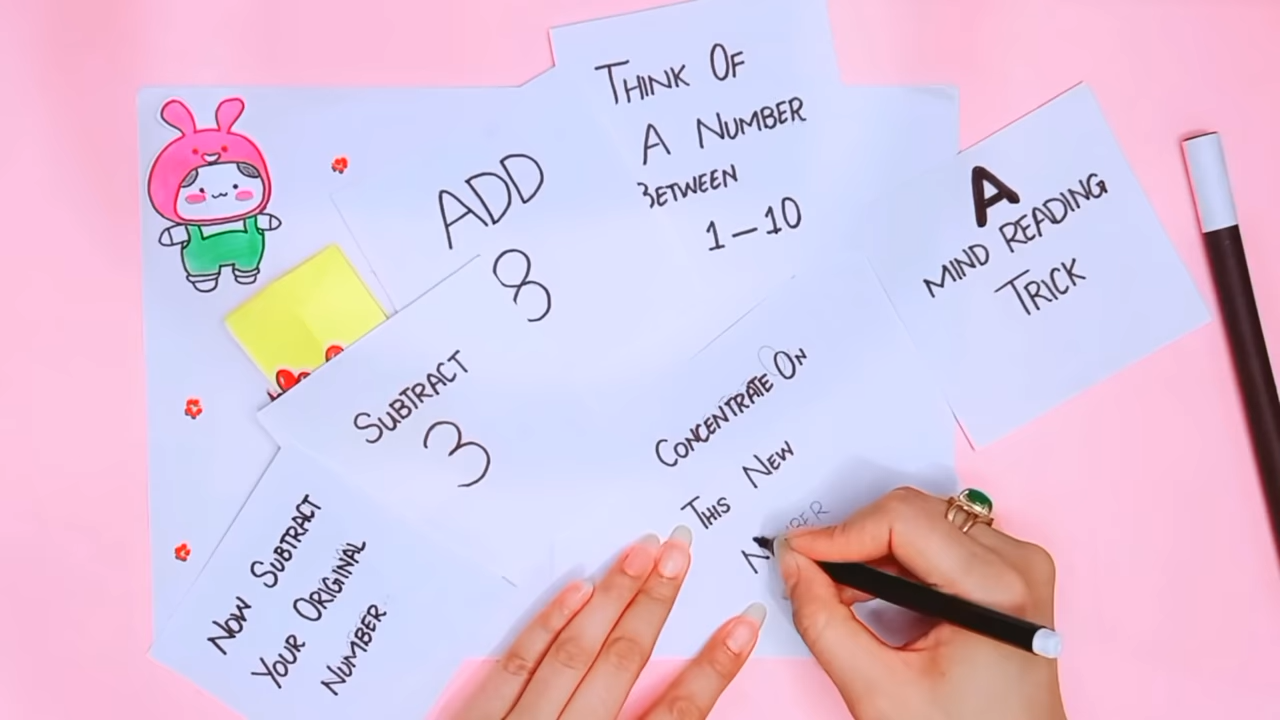 THINK OF
A NUMBER
BETWEEN
1-10
A
MIND READING
TRICK
ADD
8
SUBTRACT
3
CONCENTRATE ON
THIS NEW
NOW SUBTRACT
YOUR ORIGINAL
NUMBER